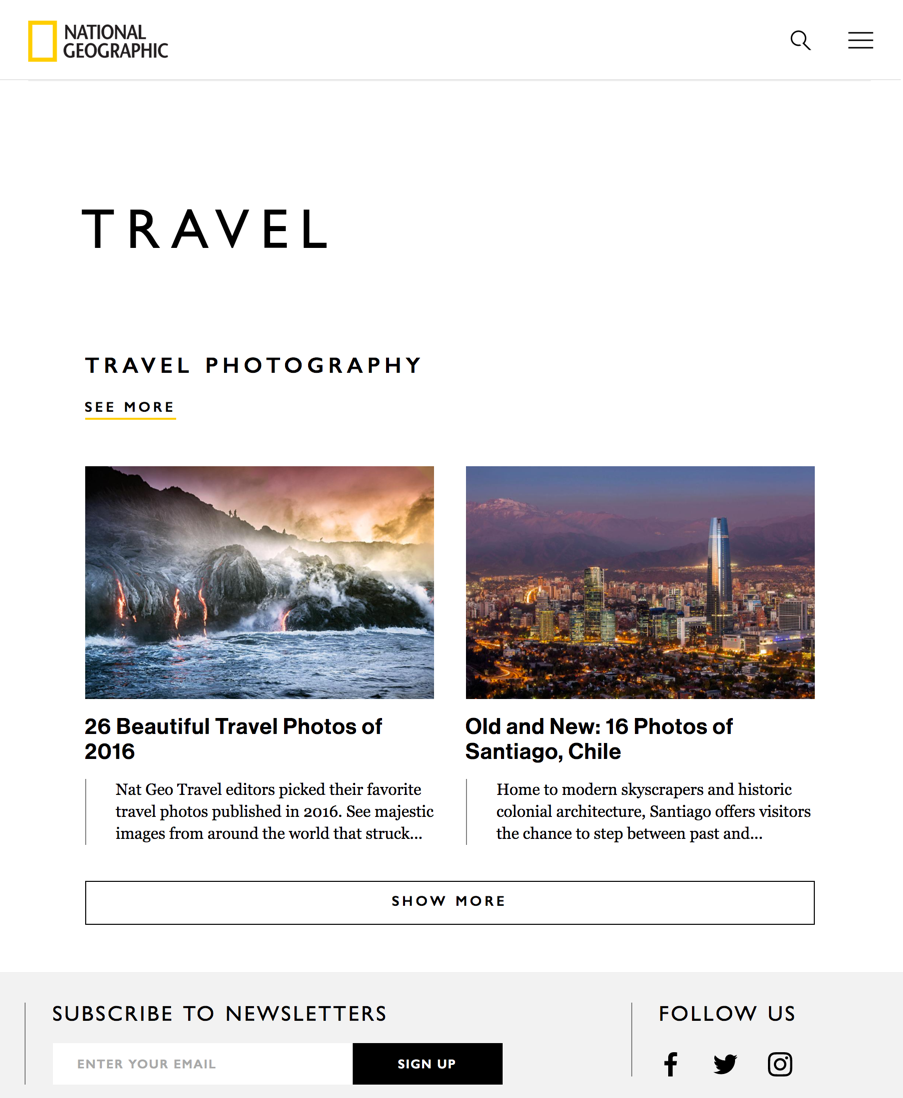 NATIONAL
GEOGRAPHIC
TRAVEL
TRAVEL PHOTOGRAPHY
SEE MORE
26 Beautiful Travel Photos of
2016
Nat Geo Travel editors picked their favorite
travel photos published in 2016. See majestic
images from around the world that struck...
Old and New: 16 Photos of
Santiago, Chile
Home to modern skyscrapers and historic
colonial architecture, Santiago offers visitors
the chance to step between past and...
SHOW MORE
SUBSCRIBE TO NEWSLETTERS
ENTER YOUR EMAIL
SIGN UP
FOLLOW US